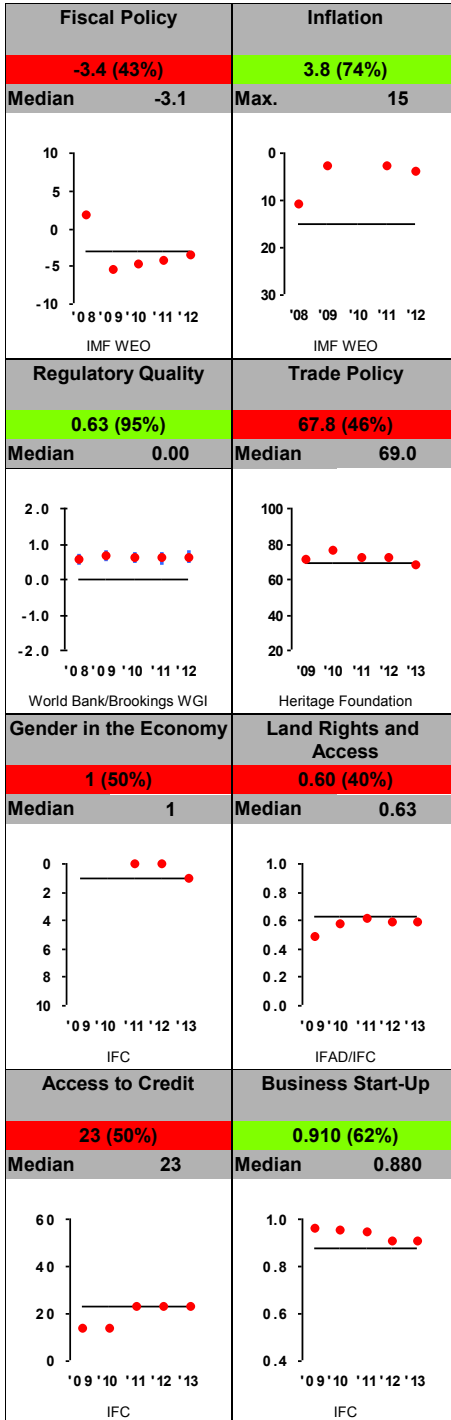 Fiscal Policy
-3.4 (43%)
Median -3.1
10
5
0
-5
-10
'08 '09 '10 '11 '12
IMF WEO
Inflation
3.8 (74%)
Max. 15
0
10
20
30
'08 '09 '11 '12
IMF WEO
Regulatory Quality
0.63 (95%)
Median 0.00
2.0
1.0
0.0
-1.0
-2.0
'08 '09 '10 '11 '12
World Bank/Brookings WGI
Trade Policy
67.8 (46%)
Median 69.0
100
80
60
40
20
'09 '10 '11 '12 '13
Heritage Foundation
Gender in the Economy
1 (50%)
Median 1
0
2
4
6
8
10
'09 '10 '11 '12 '13
IFC
Land Rights and
Access
0.60 (40%)
Median 0.63
1.0
0.8
0.6
0.4
0.2
0.0
'09 '10 '11 '12 '13
IFAD/IFC
Access to Credit
23 (50%)
Median 23
60
40
20
0
'09 '10 '11 '12 '13
IFC
Business Start-Up
0.910 (62%)
Median 0.880
1.0
0.8
0.6
0.4
'09 '10 '11 '12 '13
IFC